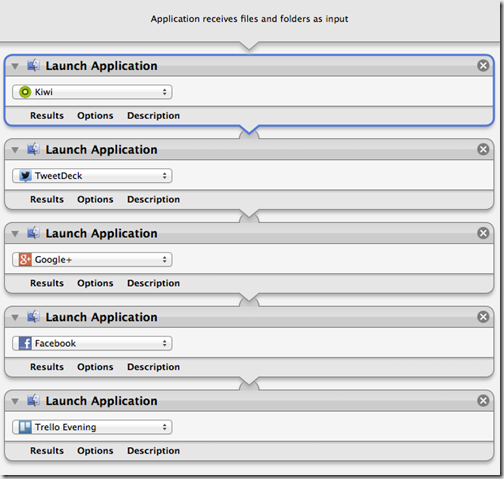 Application receives files and folders as input
Launch Application
Kiwi
Results Options Description
Launch Application
TweetDeck
Results Options Description
Launch Application
Google+
Results Options Description
Launch Application
Facebook
Results Options Description
Launch Application
Trello Evening
Results Options Description